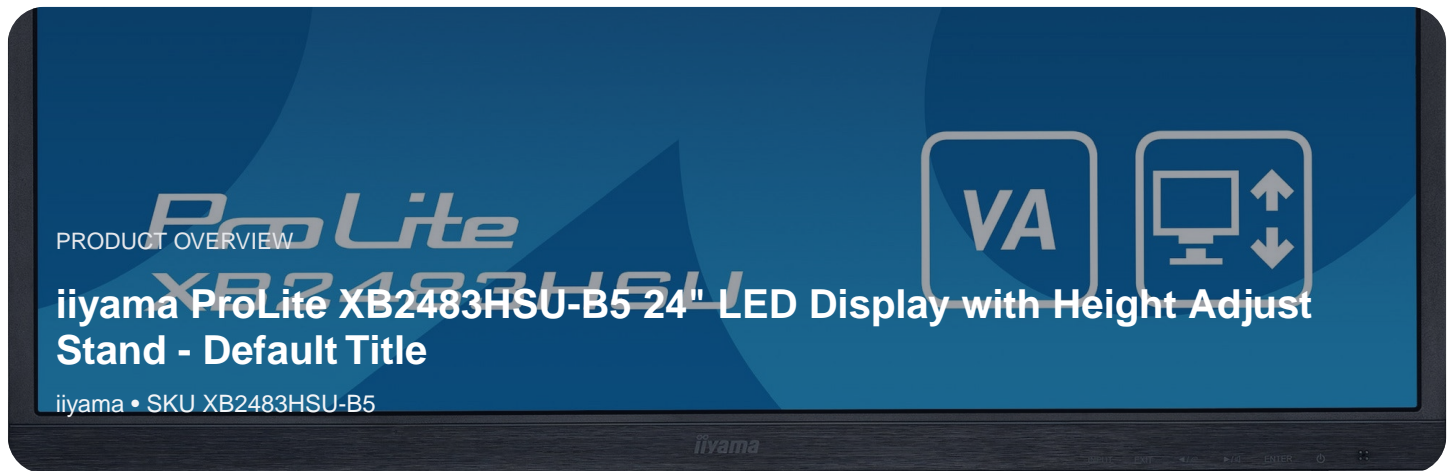 ProLite
XB2483HSU
VA
PRODUCT OVERVIEW
iiyama ProLite XB2483HSU-B5 24" LED Display with Height Adjust
Stand - Default Title
iiyama • SKU XB2483HSU-B5
iiyama
EXIT
ENTER